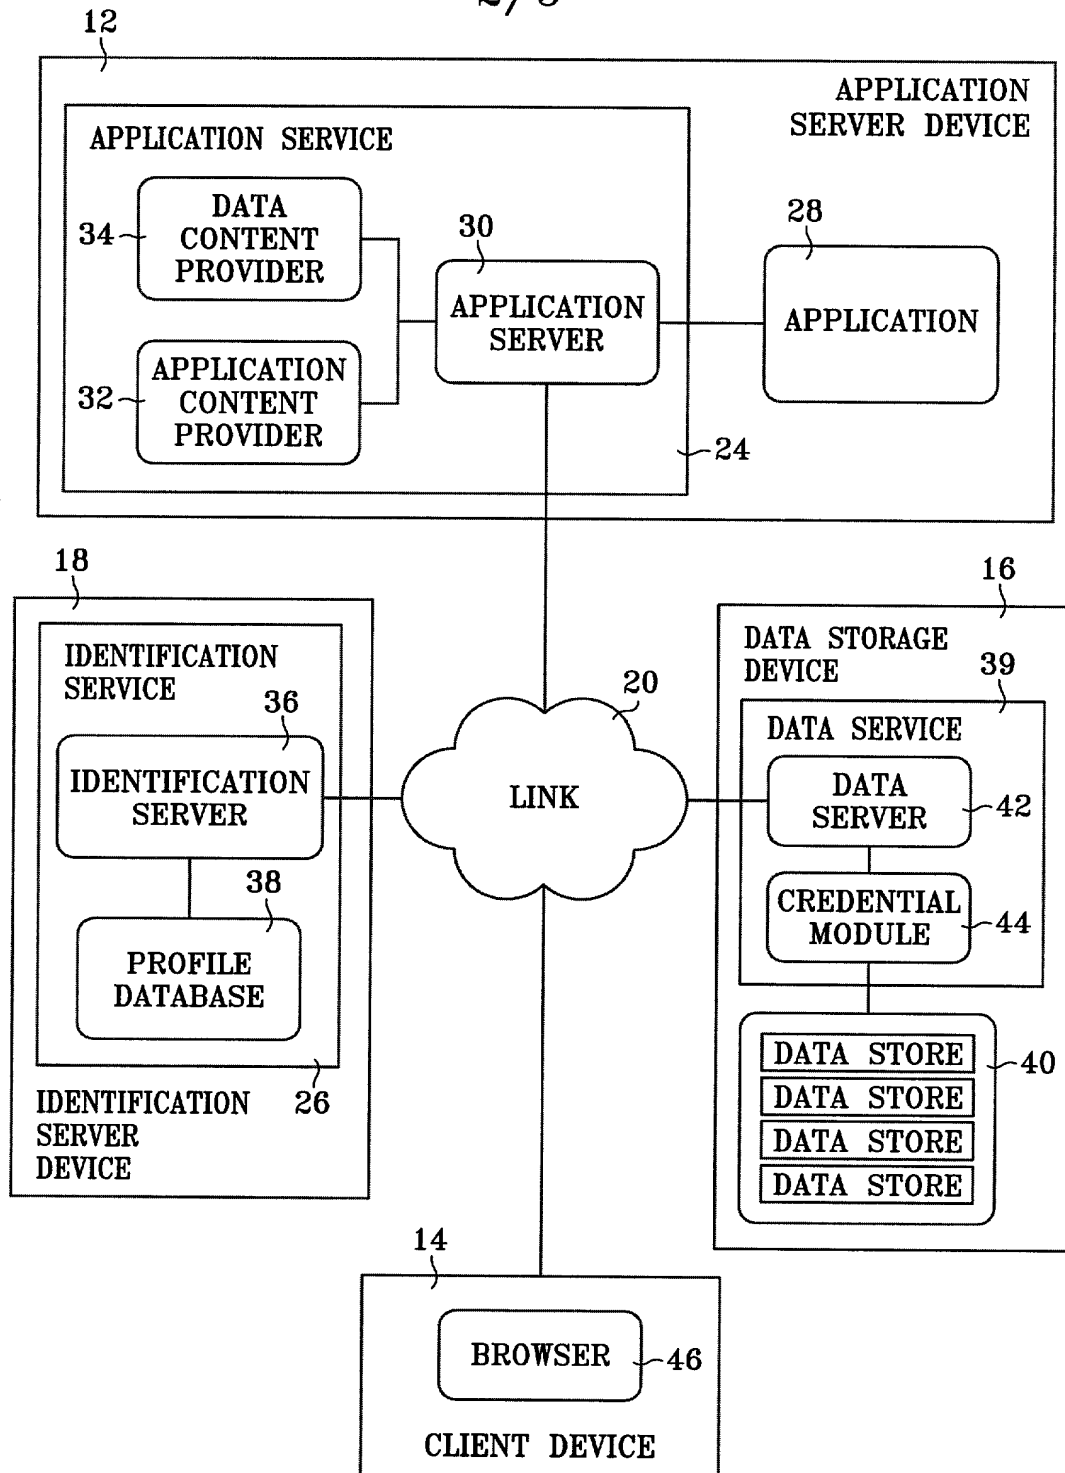 2/5
12
APPLICATION
SERVER DEVICE
APPLICATION SERVICE
DATA
CONTENT
PROVIDER
34
30
APPLICATION
SERVER
28
APPLICATION
APPLICATION
CONTENT
PROVIDER
32
24
18
IDENTIFICATION
SERVICE
36
IDENTIFICATION
SERVER
38
PROFILE
DATABASE
26
IDENTIFICATION
SERVER
DEVICE
20
LINK
16
DATA STORAGE
DEVICE
39
DATA SERVICE
DATA
SERVER
42
CREDENTIAL
MODULE
44
DATA STORE
DATA STORE
DATA STORE
DATA STORE
40
14
BROWSER
46
CLIENT DEVICE